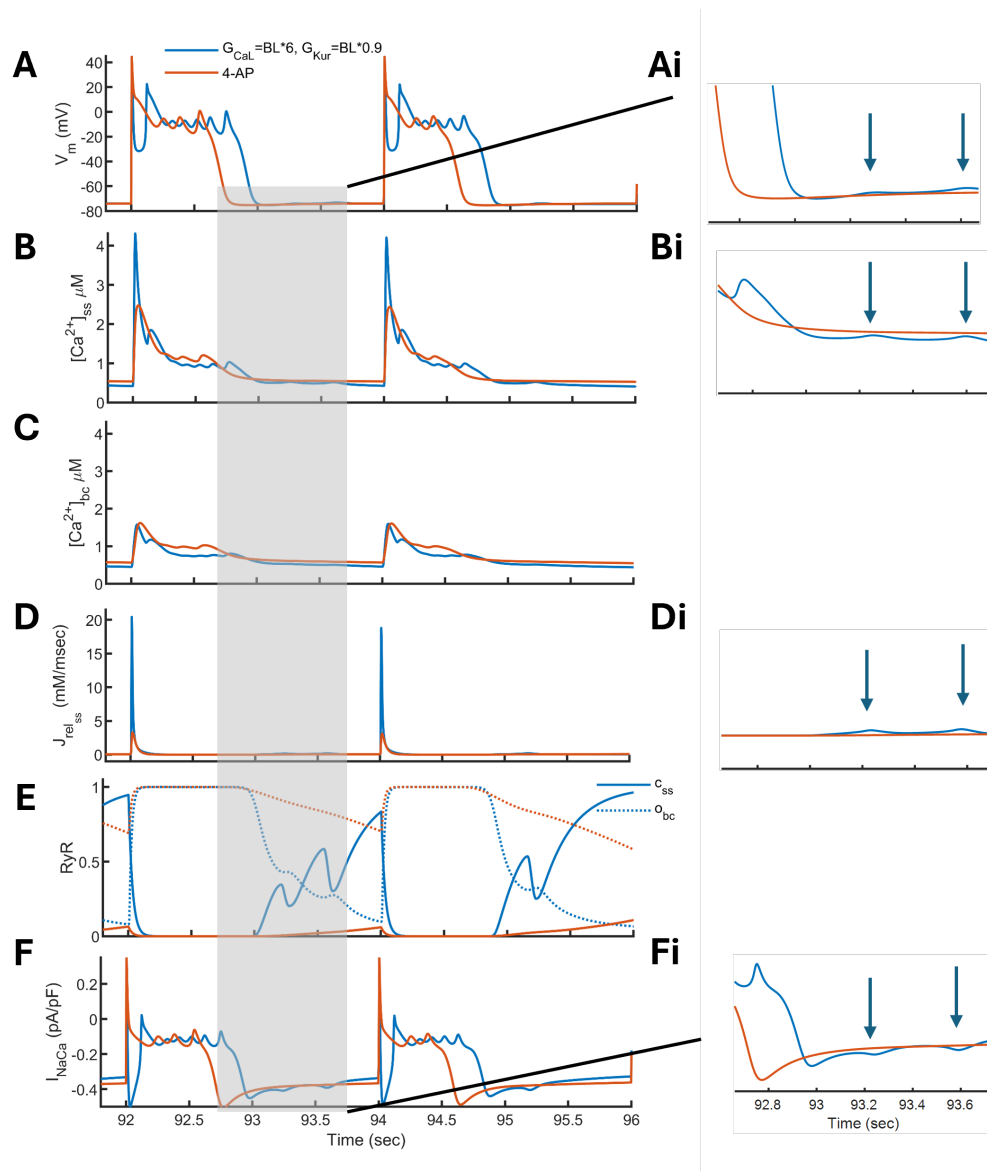 A
G_CaL=BL*6, G_Kur=BL*0.9
4-AP
V_m (mV)
40
20
0
-20
-40
-60
-80
Ai
B
[Ca^2+]_ss μM
4
3
2
1
0
Bi
C
[Ca^2+]_bc μM
4
3
2
1
0
D
J_rel_ss (mM/msec)
20
15
10
5
0
Di
E
RyR
1
0.5
0
c_ss
o_bc
F
I_NaCa (pA/pF)
0.2
0
-0.2
-0.4
92 92.5 93 93.5 94 94.5 95 95.5 96
Time (sec)
Fi
92.8 93 93.2 93.4 93.6
Time (sec)